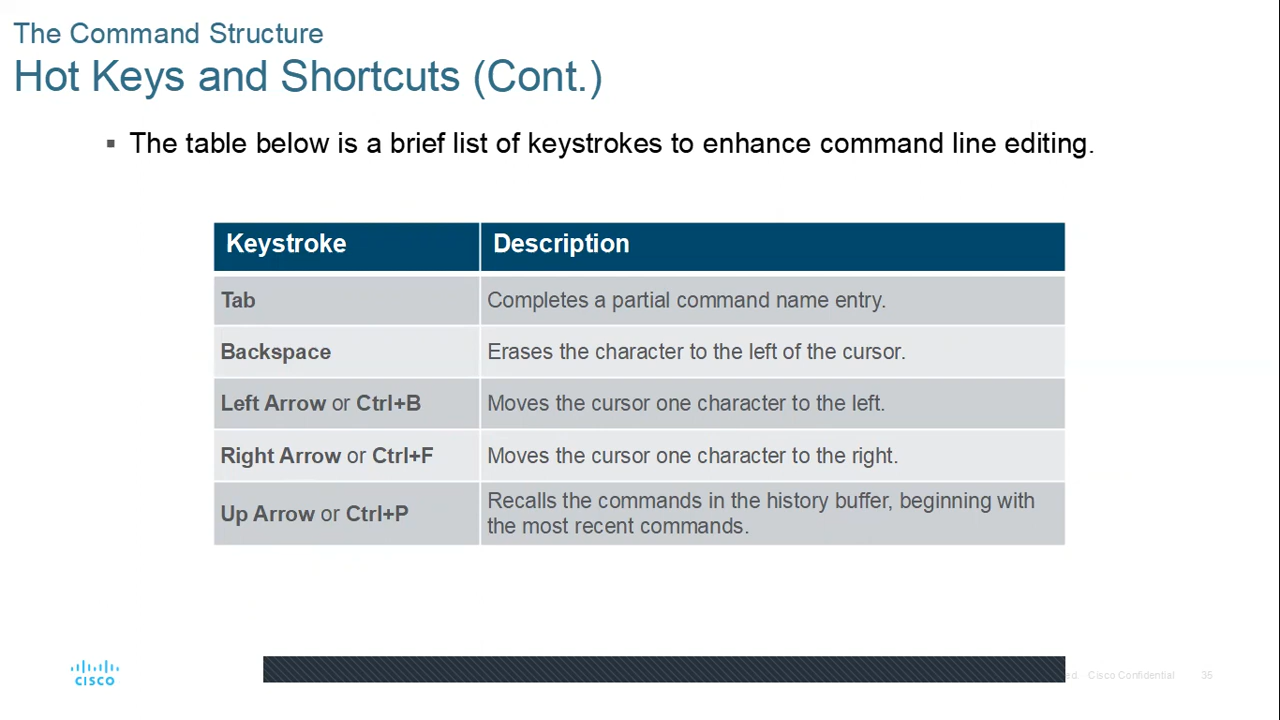 The Command Structure
Hot Keys and Shortcuts (Cont.)
▪ The table below is a brief list of keystrokes to enhance command line editing.
Keystroke Description
Tab Completes a partial command name entry.
Backspace Erases the character to the left of the cursor.
Left Arrow or Ctrl+B Moves the cursor one character to the left.
Right Arrow or Ctrl+F Moves the cursor one character to the right.
Up Arrow or Ctrl+P Recalls the commands in the history buffer, beginning with
the most recent commands.
CISCO
Cisco Confidential 35